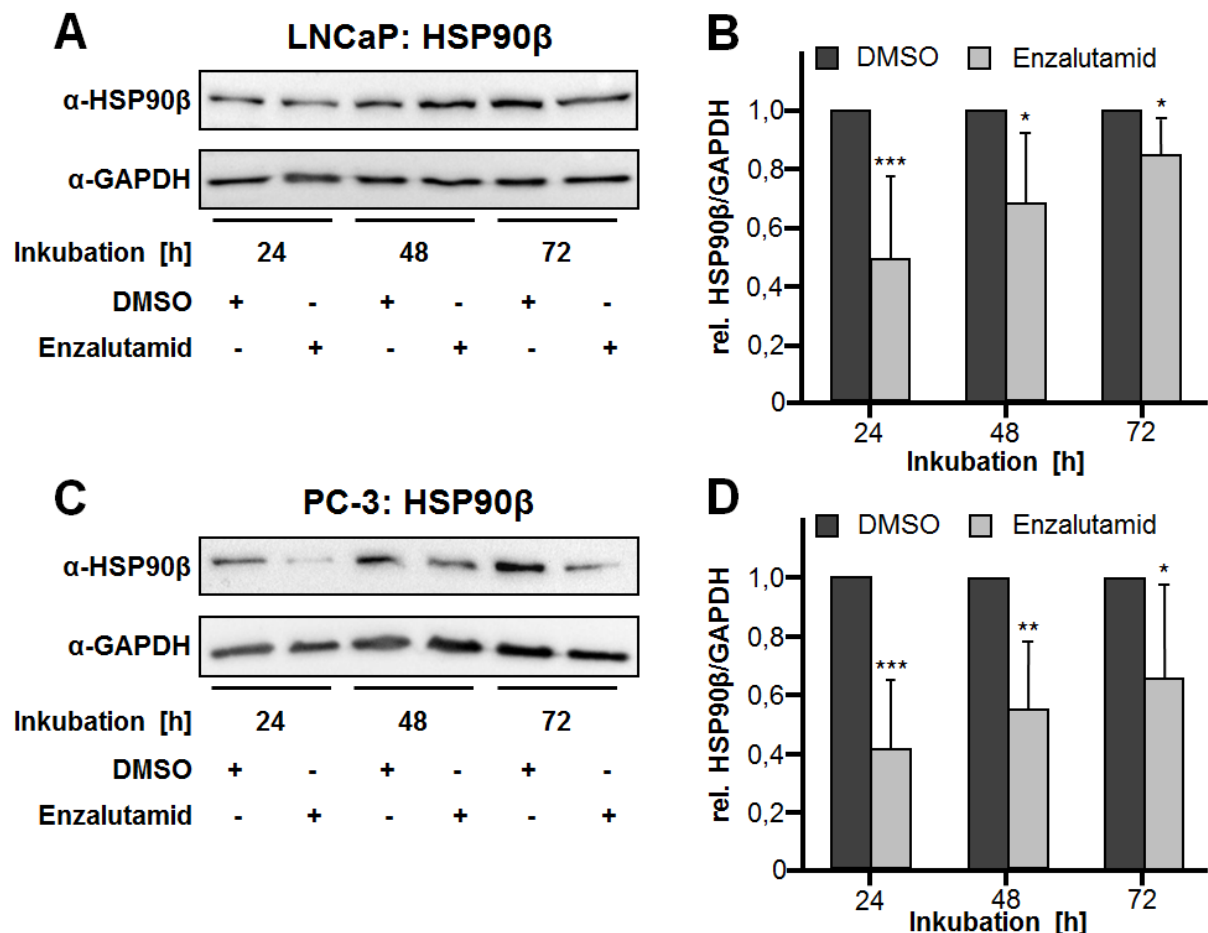 A
LNCaP: HSP90β
α-HSP90β
α-GAPDH
Inkubation [h] 24 48 72
DMSO + - + - + -
Enzalutamid - + - + - +
B
DMSO Enzalutamid
rel. HSP90β/GAPDH
1,0
0,8
0,6
0,4
0,2
0
*** * *
24 48 72
Inkubation [h]
C
PC-3: HSP90β
α-HSP90β
α-GAPDH
Inkubation [h] 24 48 72
DMSO + - + - + -
Enzalutamid - + - + - +
D
DMSO Enzalutamid
rel. HSP90β/GAPDH
1,0
0,8
0,6
0,4
0,2
0
*** ** *
24 48 72
Inkubation [h]